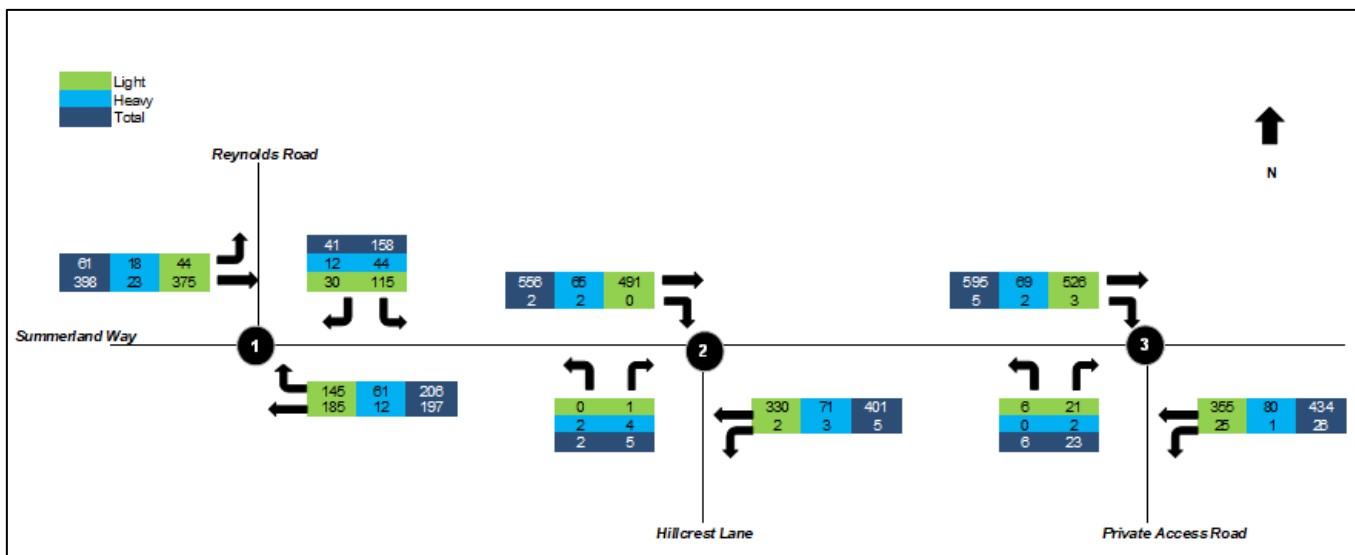 Light
Heavy
Total
N
Reynolds Road
61 18 44
398 23 375
41 158
12 44
30 115
556 65 491
2 2 0
595 69 526
5 2 3
Summerland Way
1
2
3
145 61 206
185 12 197
0 1
2 4
2 5
330 71 401
2 3 5
6 21
0 2
6 23
355 80 434
25 1 26
Hillcrest Lane
Private Access Road